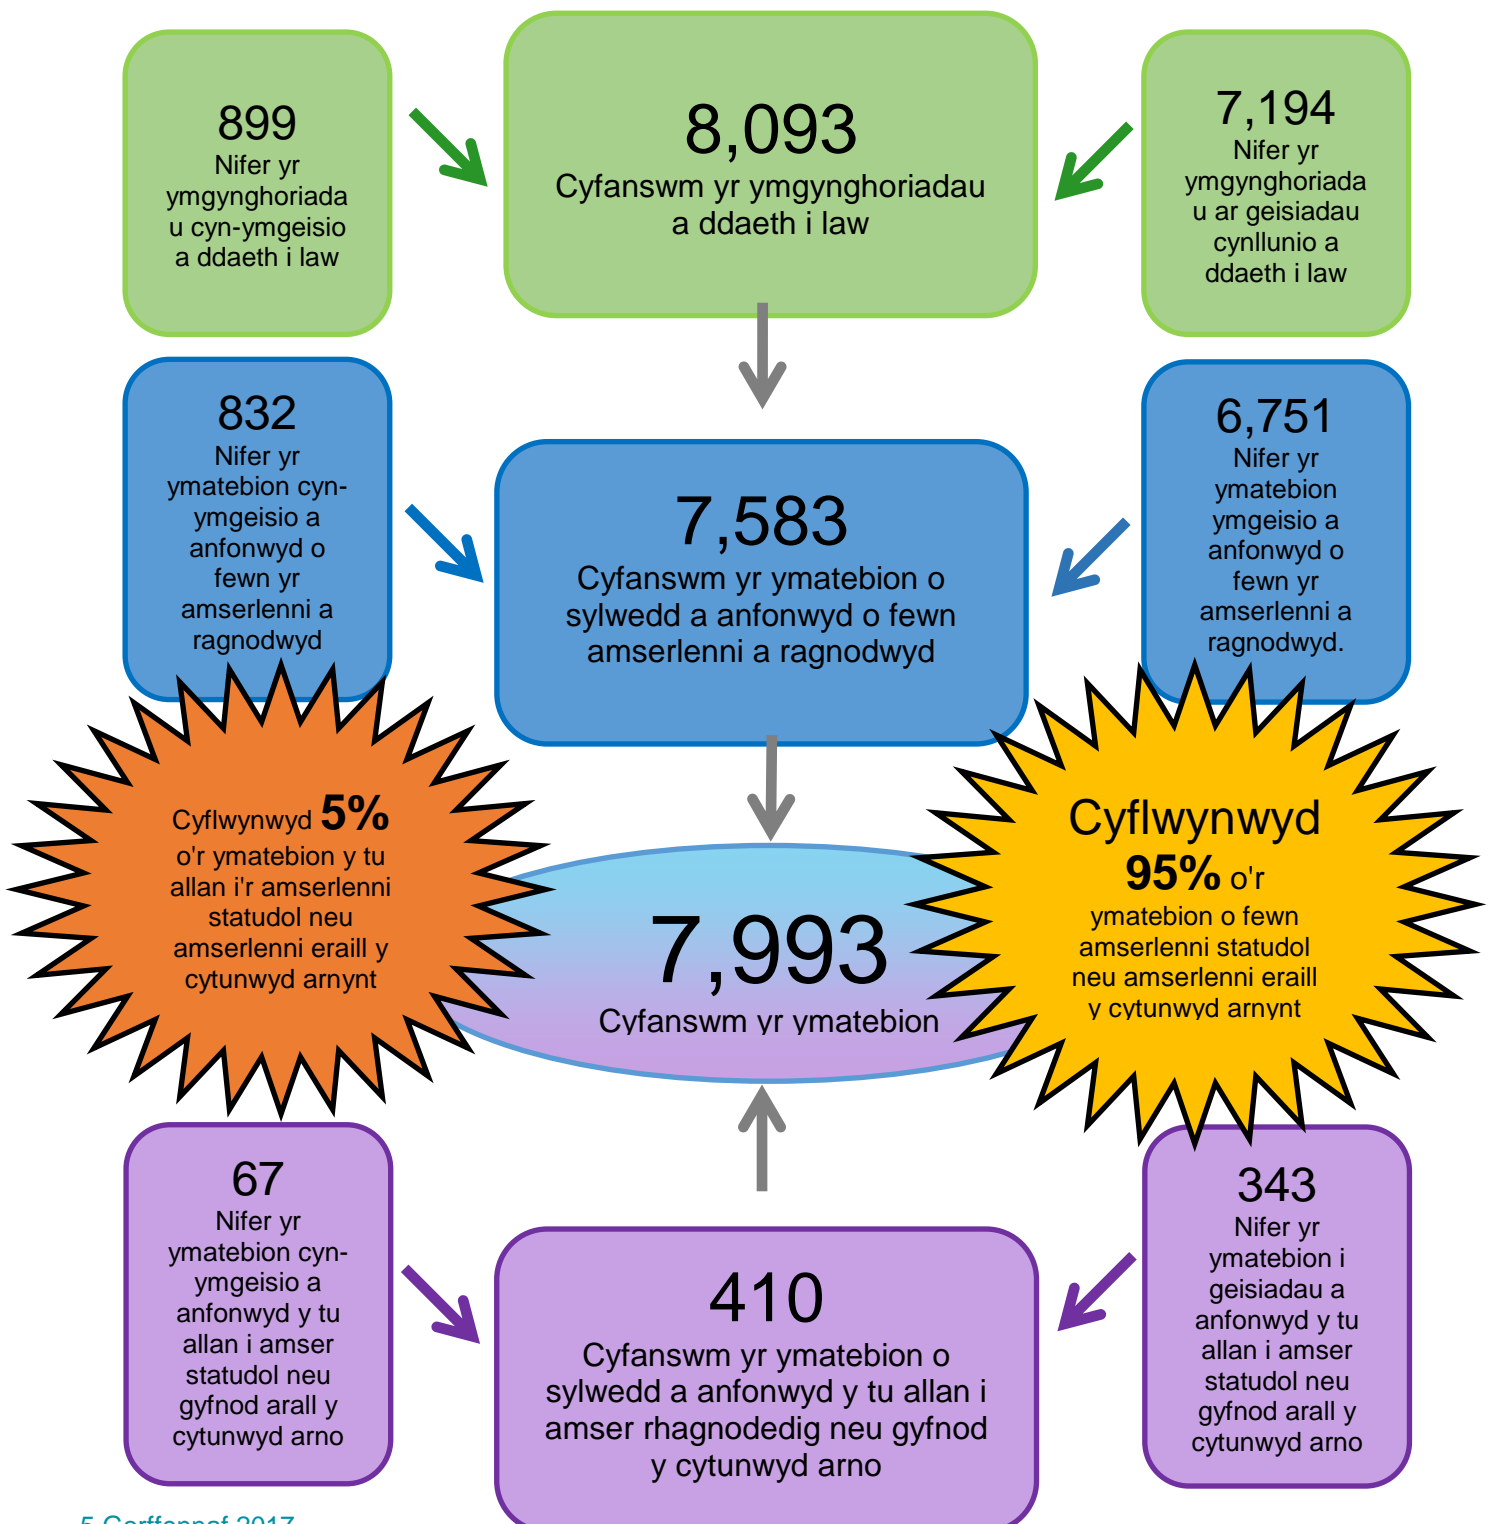 899
Nifer yr
ymgynghoriada
u cyn-ymgeisio
a ddaeth i law
8,093
Cyfanswm yr ymgynghoriadau
a ddaeth i law
7,194
Nifer yr
ymgynghoriada
u ar geisiadau
cynllunio a
ddaeth i law
832
Nifer yr
ymatebion cyn-
ymgeisio a
anfonwyd o
fewn yr
amserlenni a
ragnodwyd
7,583
Cyfanswm yr ymatebion o
sylwedd a anfonwyd o fewn
amserlenni a ragnodwyd
6,751
Nifer yr
ymatebion
ymgeisio a
anfonwyd o
fewn yr
amserlenni a
ragnodwyd.
Cyflwynwyd 5%
o'r ymatebion y tu
allan i'r amserlenni
statudol neu
amserlenni eraill y
cytunwyd arnynt
7,993
Cyfanswm yr ymatebion
Cyflwynwyd
95% o'r
ymatebion o fewn
amserlenni statudol
neu amserlenni eraill
y cytunwyd arnynt
67
Nifer yr
ymatebion cyn-
ymgeisio a
anfonwyd y tu
allan i amser
statudol neu
gyfnod arall y
cytunwyd arno
410
Cyfanswm yr ymatebion o
sylwedd a anfonwyd y tu allan i
amser rhagnodedig neu gyfnod
y cytunwyd arno
343
Nifer yr
ymatebion i
geisiadau a
anfonwyd y tu
allan i amser
statudol neu
gyfnod arall y
cytunwyd arno
5 Gorffennaf 2017